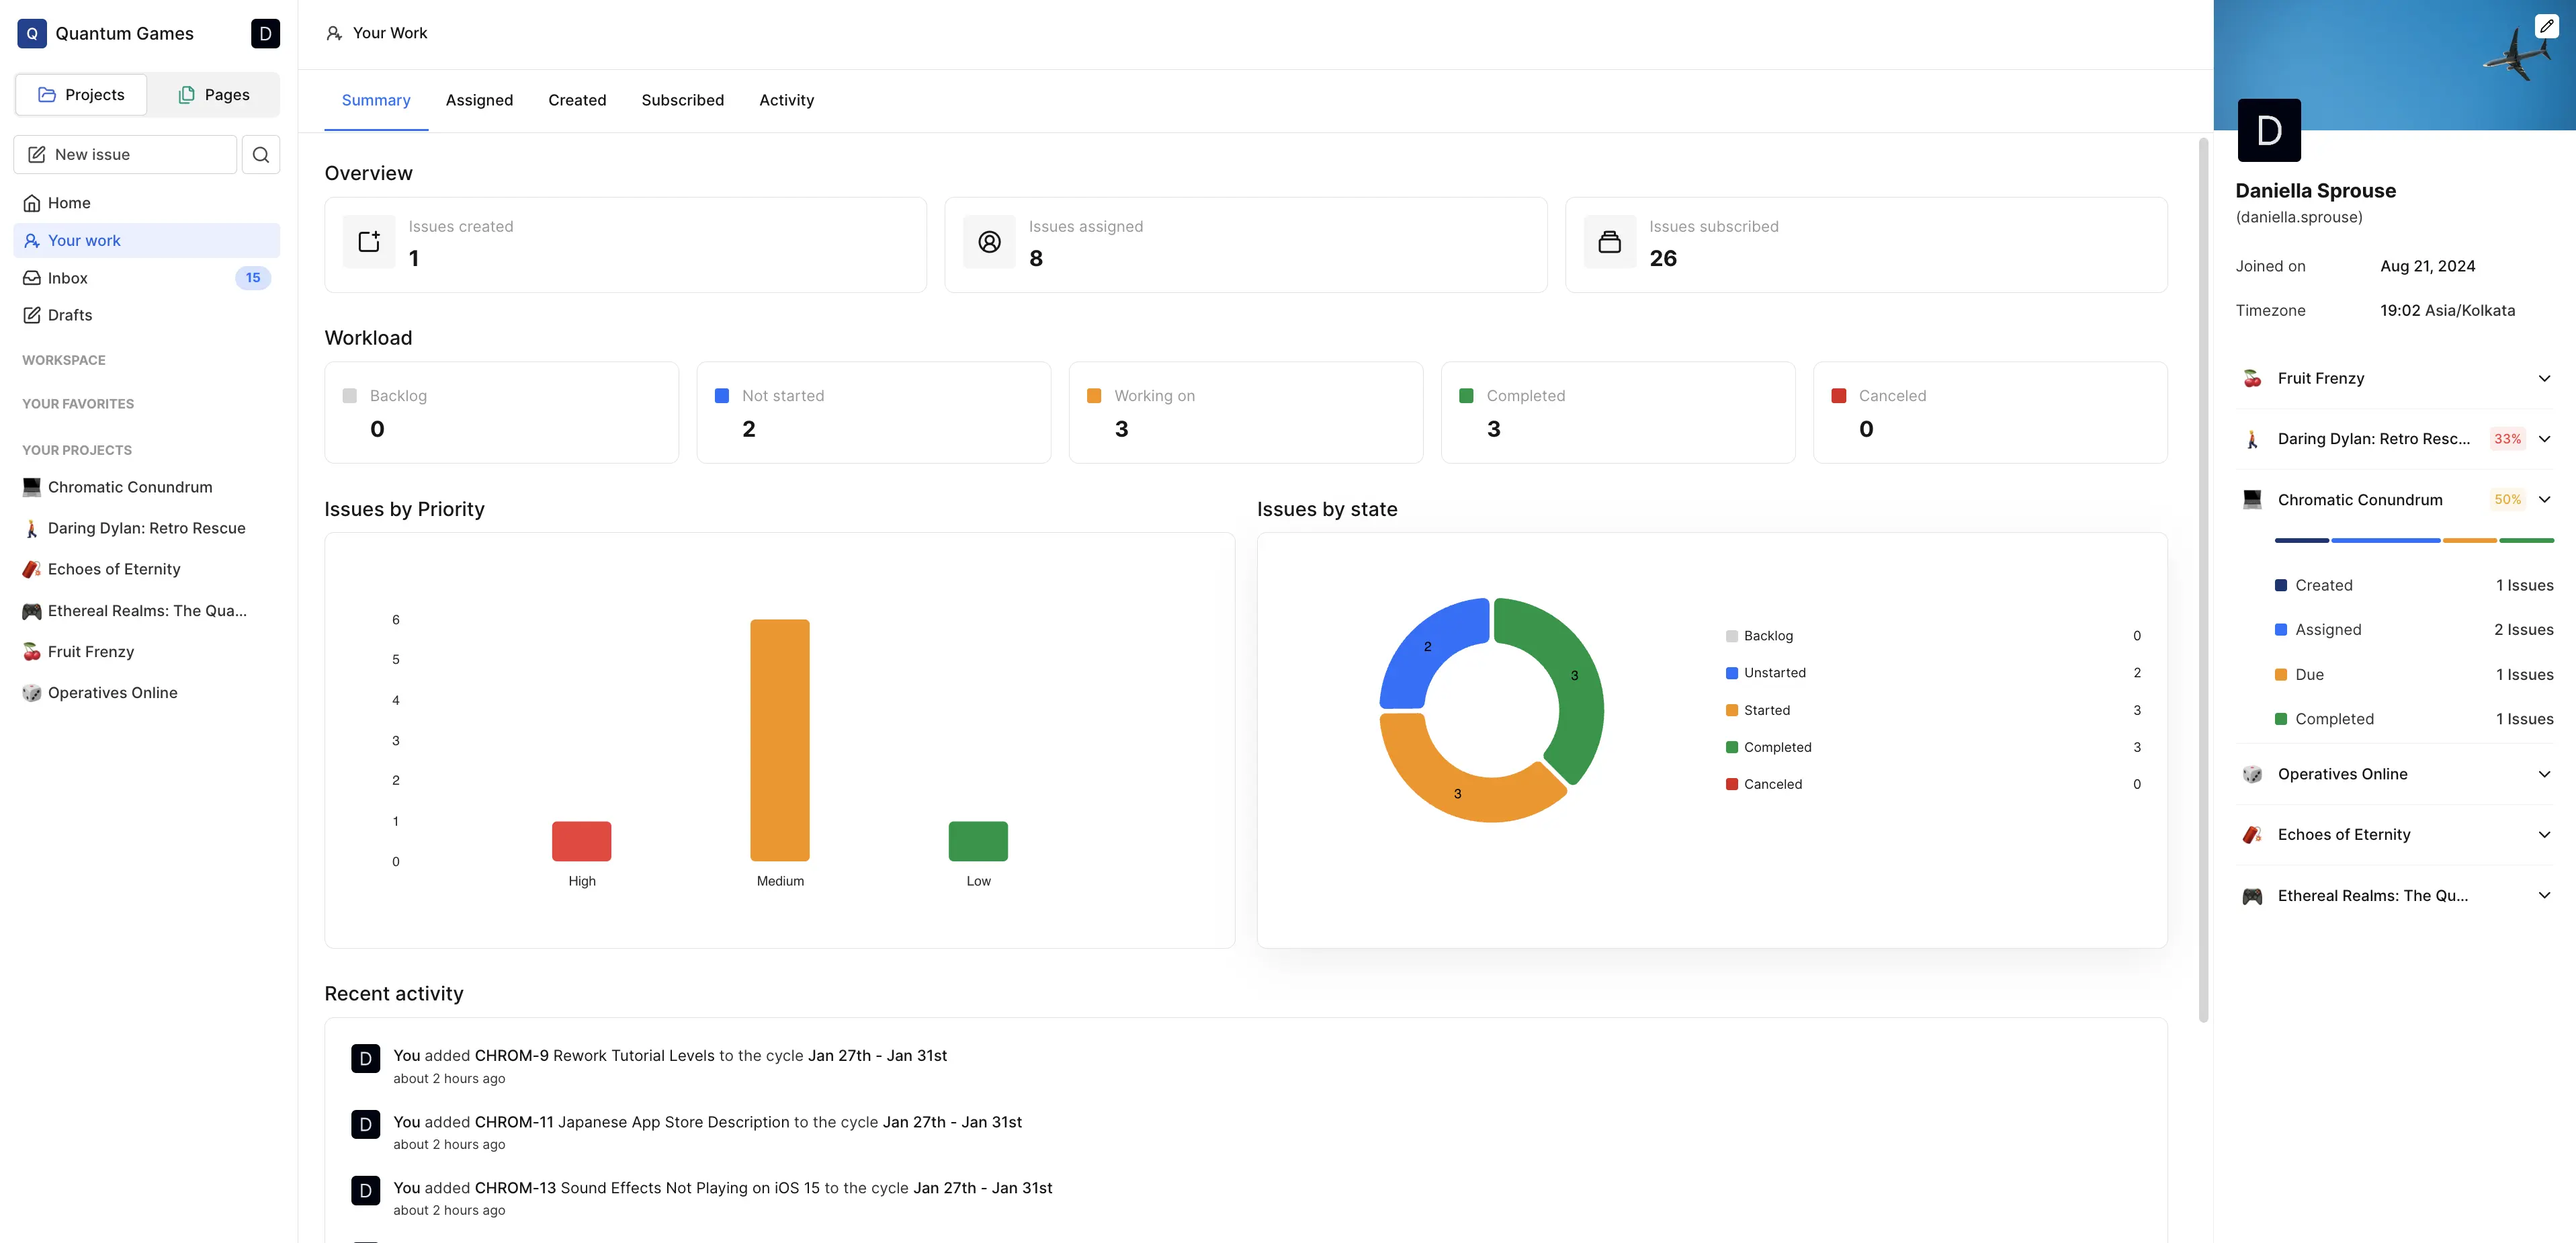 Q Quantum Games D
Projects Pages
New issue
Home
Your work
Inbox 15
Drafts
WORKSPACE
YOUR FAVORITES
YOUR PROJECTS
Chromatic Conundrum
Daring Dylan: Retro Rescue
Echoes of Eternity
Ethereal Realms: The Qua...
Fruit Frenzy
Operatives Online
Your Work
Summary Assigned Created Subscribed Activity
Overview
Issues created
1
Issues assigned
8
Issues subscribed
26
Workload
Backlog
0
Not started
2
Working on
3
Completed
3
Canceled
0
Issues by Priority
6
5
4
3
2
1
0
High Medium Low
Issues by state
2
3
3
Backlog 0
Unstarted 2
Started 3
Completed 3
Canceled 0
Recent activity
D You added CHROM-9 Rework Tutorial Levels to the cycle Jan 27th - Jan 31st
about 2 hours ago
D You added CHROM-11 Japanese App Store Description to the cycle Jan 27th - Jan 31st
about 2 hours ago
D You added CHROM-13 Sound Effects Not Playing on iOS 15 to the cycle Jan 27th - Jan 31st
about 2 hours ago
D
Daniella Sprouse
(daniella.sprouse)
Joined on Aug 21, 2024
Timezone 19:02 Asia/Kolkata
Fruit Frenzy
Daring Dylan: Retro Resc... 33%
Chromatic Conundrum 50%
Created 1 Issues
Assigned 2 Issues
Due 1 Issues
Completed 1 Issues
Operatives Online
Echoes of Eternity
Ethereal Realms: The Qu...